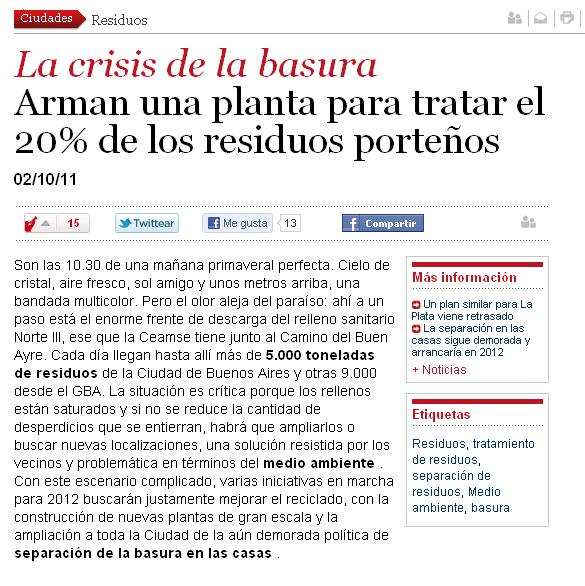 Ciudades
Residuos
La crisis de la basura
Arman una planta para tratar el
20% de los residuos porteños
02/10/11
15
Twittear
Me gusta
13
Compartir
Son las 10.30 de una mañana primaveral perfecta. Cielo de
cristal, aire fresco, sol amigo y unos metros arriba, una
bandada multicolor. Pero el olor aleja del paraíso: ahí a un
paso está el enorme frente de descarga del relleno sanitario
Norte III, ese que la Ceamse tiene junto al Camino del Buen
Ayre. Cada día llegan hasta allí más de 5.000 toneladas
de residuos de la Ciudad de Buenos Aires y otras 9.000
desde el GBA. La situación es crítica porque los rellenos
están saturados y si no se reduce la cantidad de
desperdicios que se entierran, habrá que ampliarlos o
buscar nuevas localizaciones, una solución resistida por los
vecinos y problemática en términos del medio ambiente .
Con este escenario complicado, varias iniciativas en marcha
para 2012 buscarán justamente mejorar el reciclado, con la
construcción de nuevas plantas de gran escala y la
ampliación a toda la Ciudad de la aún demorada política de
separación de la basura en las casas .
Más información
Un plan similar para La
Plata viene retrasado
La separación en las
casas sigue demorada y
arrancaría en 2012
+ Noticias
Etiquetas
Residuos, tratamiento
de residuos,
separación de
residuos, Medio
ambiente, basura